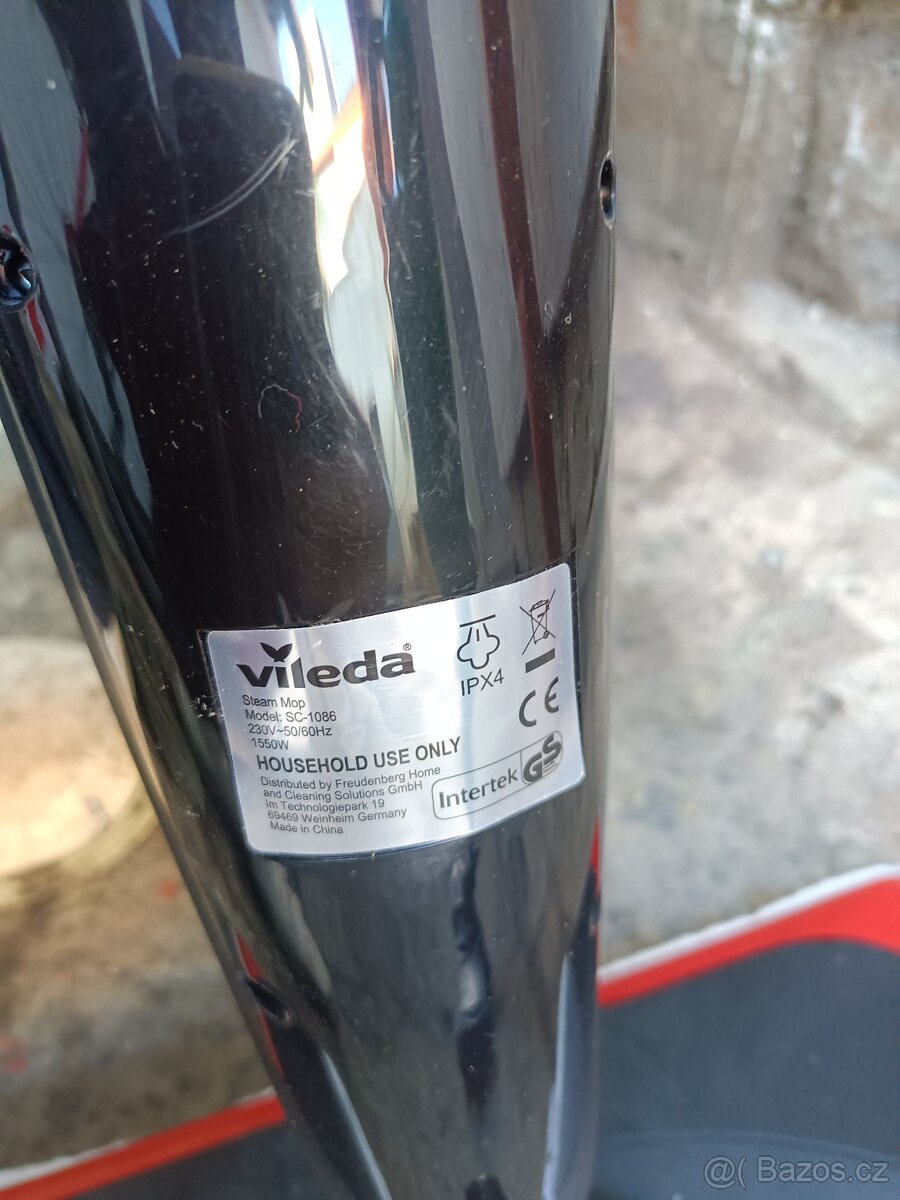 vileda®
Steam Mop
Model: SC-1086
230V~50/60Hz
1550W
IPX4
CE
HOUSEHOLD USE ONLY
Distributed by Freudenberg Home
and Cleaning Solutions GmbH
Im Technologiepark 19
69469 Weinheim Germany
Made in China
Intertek GS
@( Bazos.cz